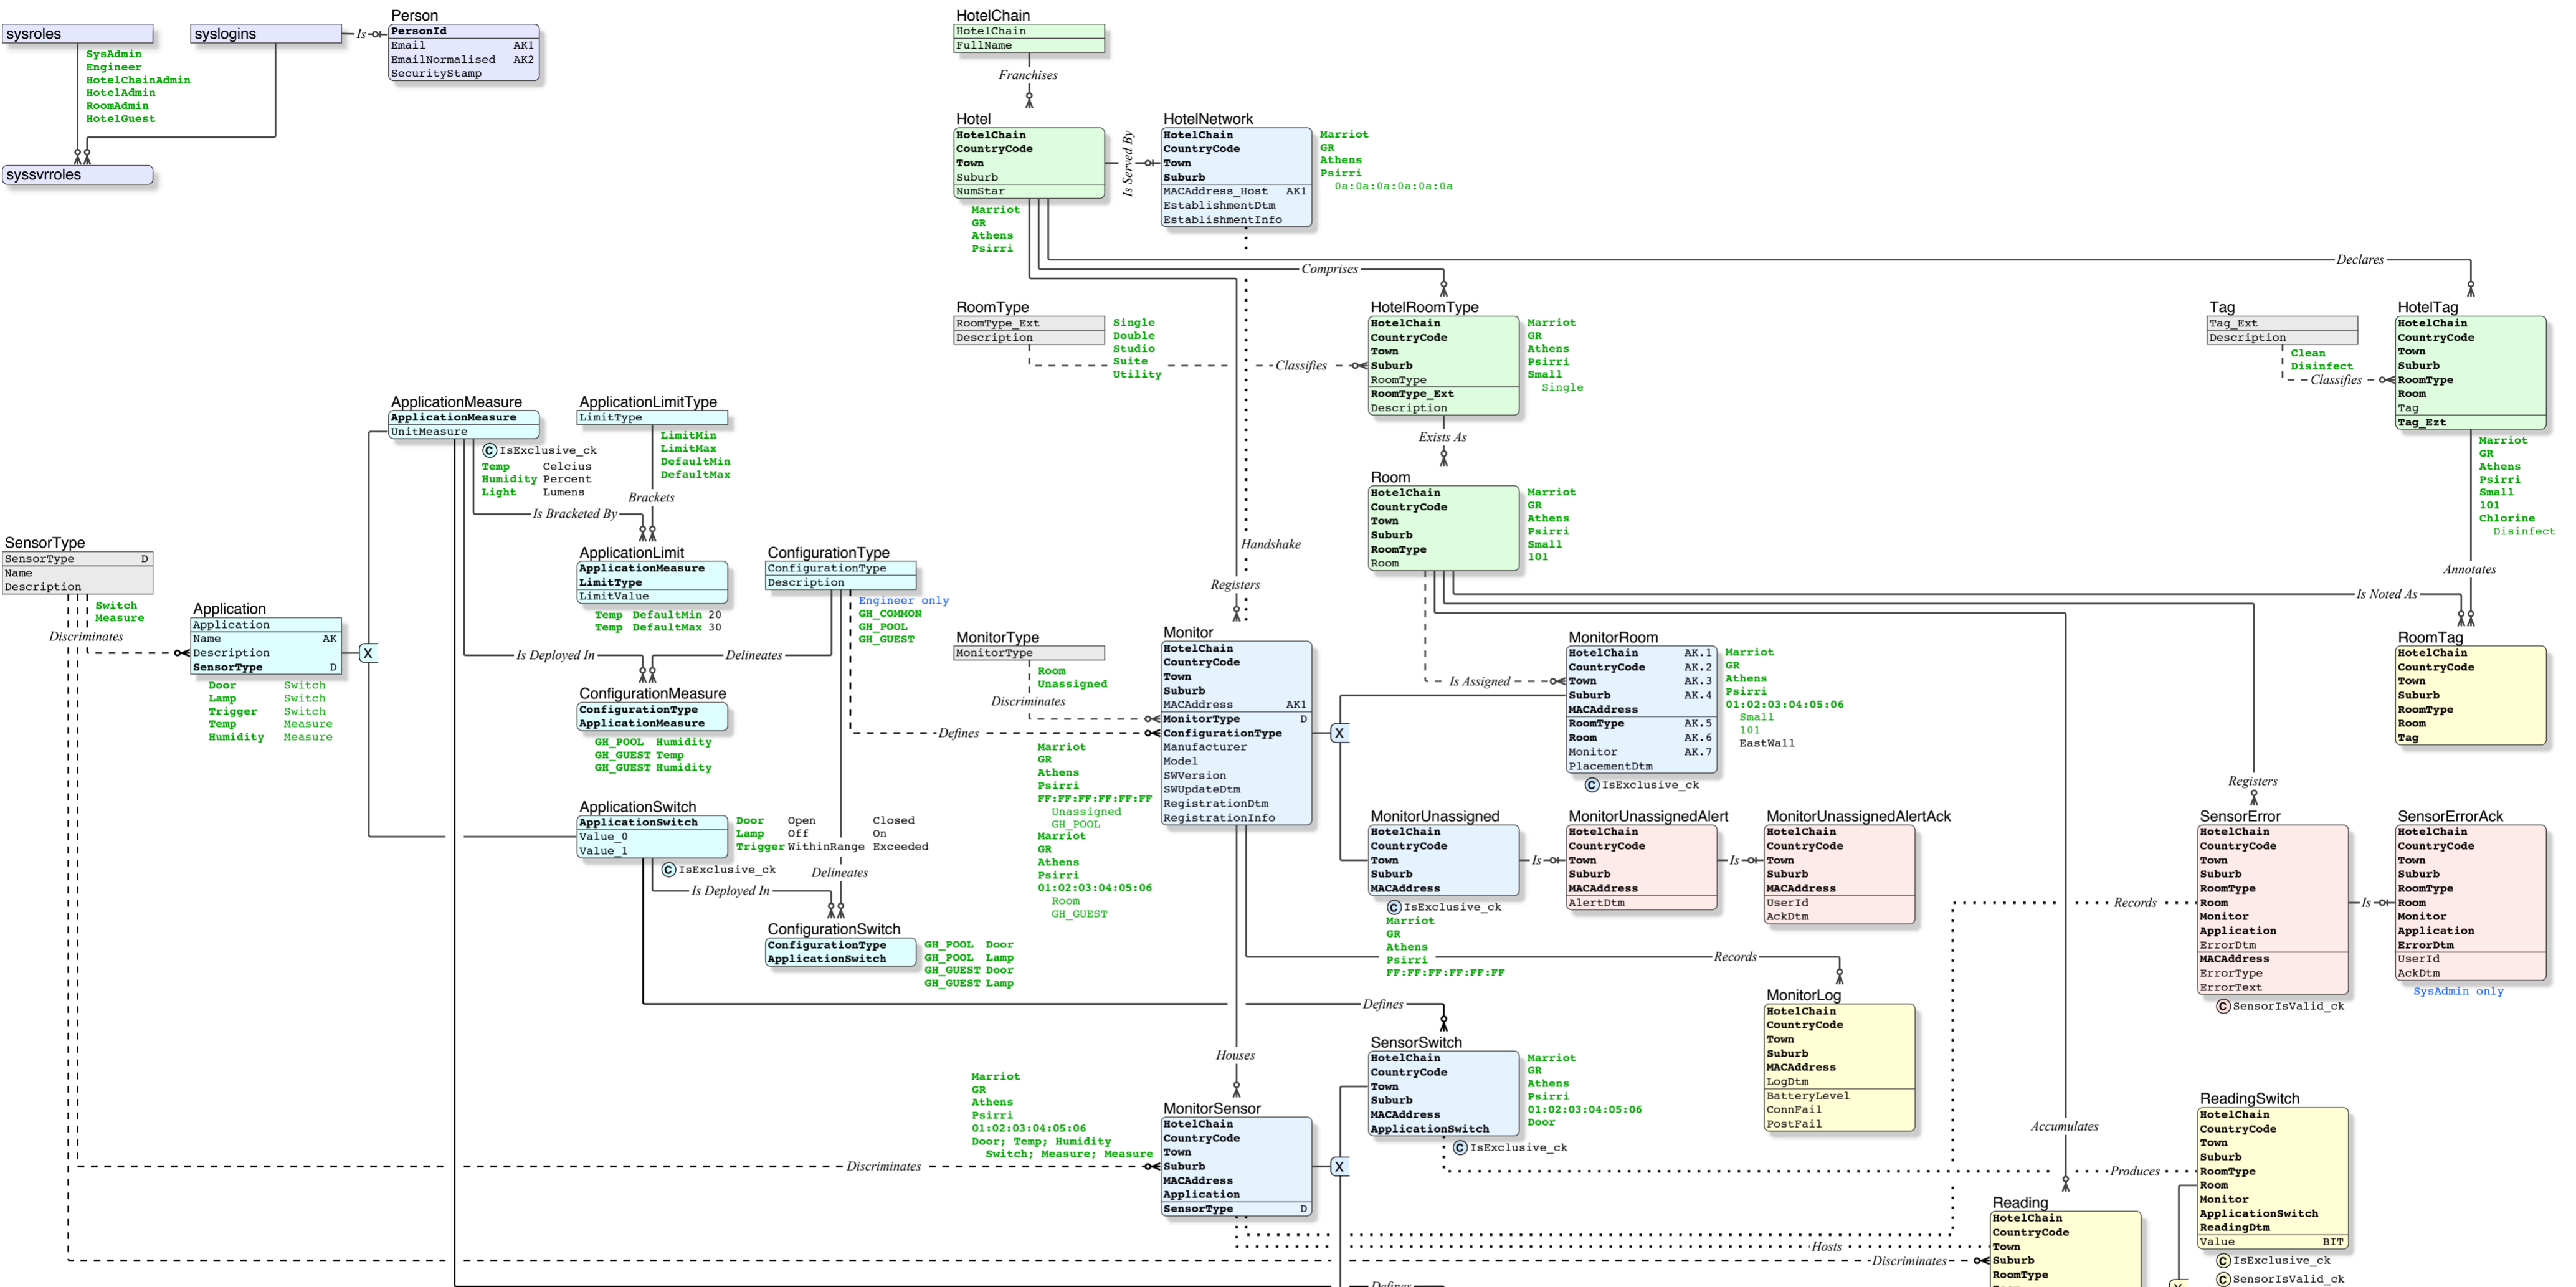 sysroles
SysAdmin
Engineer
HotelChainAdmin
HotelAdmin
RoomAdmin
HotelGuest
syslogins
Is
syssvrroles
Person
PersonId
Email AK1
EmailNormalised AK2
SecurityStamp
HotelChain
HotelChain
FullName
Franchises
Hotel
HotelChain
CountryCode
Town
Suburb
NumStar
Marriot
GR
Athens
Psirri
Is Served By
HotelNetwork
HotelChain
CountryCode
Town
Suburb
MACAddress_Host AK1
EstablishmentDtm
EstablishmentInfo
Marriot
GR
Athens
Psirri
0a:0a:0a:0a:0a:0a
Comprises
Declares
RoomType
RoomType_Ext
Description
Single
Double
Studio
Suite
Utility
Classifies
HotelRoomType
HotelChain
CountryCode
Town
Suburb
RoomType
RoomType_Ext
Description
Marriot
GR
Athens
Psirri
Small
Single
Exists As
Tag
Tag_Ext
Description
Clean
Disinfect
Classifies
HotelTag
HotelChain
CountryCode
Town
Suburb
RoomType
Room
Tag
Tag_Ezt
Marriot
GR
Athens
Psirri
Small
101
Chlorine
Disinfect
Annotates
Room
HotelChain
CountryCode
Town
Suburb
RoomType
Room
Marriot
GR
Athens
Psirri
Small
101
Is Noted As
RoomTag
HotelChain
CountryCode
Town
Suburb
RoomType
Room
Tag
ApplicationMeasure
ApplicationMeasure
UnitMeasure
IsExclusive_ck
Temp Celcius
Humidity Percent
Light Lumens
Is Bracketed By
ApplicationLimitType
LimitType
LimitMin
LimitMax
DefaultMin
DefaultMax
Brackets
ApplicationLimit
ApplicationMeasure
LimitType
LimitValue
Temp DefaultMin 20
Temp DefaultMax 30
ConfigurationType
ConfigurationType
Description
Engineer only
GH_COMMON
GH_POOL
GH_GUEST
SensorType
SensorType D
Name
Description
Switch
Measure
Discriminates
Application
Application
Name AK
Description
SensorType D
Door Switch
Lamp Switch
Trigger Switch
Temp Measure
Humidity Measure
X
Is Deployed In
Delineates
ConfigurationMeasure
ConfigurationType
ApplicationMeasure
GH_POOL Humidity
GH_GUEST Temp
GH_GUEST Humidity
ApplicationSwitch
ApplicationSwitch
Value_0
Value_1
IsExclusive_ck
Door Open Closed
Lamp Off On
Trigger WithinRange Exceeded
Delineates
Is Deployed In
ConfigurationSwitch
ConfigurationType
ApplicationSwitch
GH_POOL Door
GH_POOL Lamp
GH_GUEST Door
GH_GUEST Lamp
Handshake
Registers
MonitorType
MonitorType
Room
Unassigned
Discriminates
Defines
Monitor
HotelChain
CountryCode
Town
Suburb
MACAddress AK1
MonitorType D
ConfigurationType
Manufacturer
Model
SWVersion
SWUpdateDtm
RegistrationDtm
RegistrationInfo
Marriot
GR
Athens
Psirri
FF:FF:FF:FF:FF:FF
Unassigned
GH_POOL
Marriot
GR
Athens
Psirri
01:02:03:04:05:06
Room
GH_GUEST
X
Is Assigned
MonitorRoom
HotelChain AK.1
CountryCode AK.2
Town AK.3
Suburb AK.4
MACAddress
RoomType AK.5
Room AK.6
Monitor AK.7
PlacementDtm
IsExclusive_ck
Marriot
GR
Athens
Psirri
01:02:03:04:05:06
Small
101
EastWall
MonitorUnassigned
HotelChain
CountryCode
Town
Suburb
MACAddress
IsExclusive_ck
Marriot
GR
Athens
Psirri
FF:FF:FF:FF:FF:FF
Is
MonitorUnassignedAlert
HotelChain
CountryCode
Town
Suburb
MACAddress
AlertDtm
Is
MonitorUnassignedAlertAck
HotelChain
CountryCode
Town
Suburb
MACAddress
UserId
AckDtm
Records
MonitorLog
HotelChain
CountryCode
Town
Suburb
MACAddress
LogDtm
BatteryLevel
ConnFail
PostFail
Registers
Records
SensorError
HotelChain
CountryCode
Town
Suburb
RoomType
Room
Monitor
Application
ErrorDtm
MACAddress
ErrorType
ErrorText
SensorIsValid_ck
Is
SensorErrorAck
HotelChain
CountryCode
Town
Suburb
RoomType
Room
Monitor
Application
ErrorDtm
UserId
AckDtm
SysAdmin only
Defines
Houses
SensorSwitch
HotelChain
CountryCode
Town
Suburb
MACAddress
ApplicationSwitch
IsExclusive_ck
Marriot
GR
Athens
Psirri
01:02:03:04:05:06
Door
Marriot
GR
Athens
Psirri
01:02:03:04:05:06
Door; Temp; Humidity
Switch; Measure; Measure
Discriminates
MonitorSensor
HotelChain
CountryCode
Town
Suburb
MACAddress
Application
SensorType D
X
Accumulates
Produces
ReadingSwitch
HotelChain
CountryCode
Town
Suburb
RoomType
Room
Monitor
ApplicationSwitch
ReadingDtm
Value BIT
IsExclusive_ck
SensorIsValid_ck
Hosts
Discriminates
Reading
HotelChain
CountryCode
Town
Suburb
RoomType
Defines